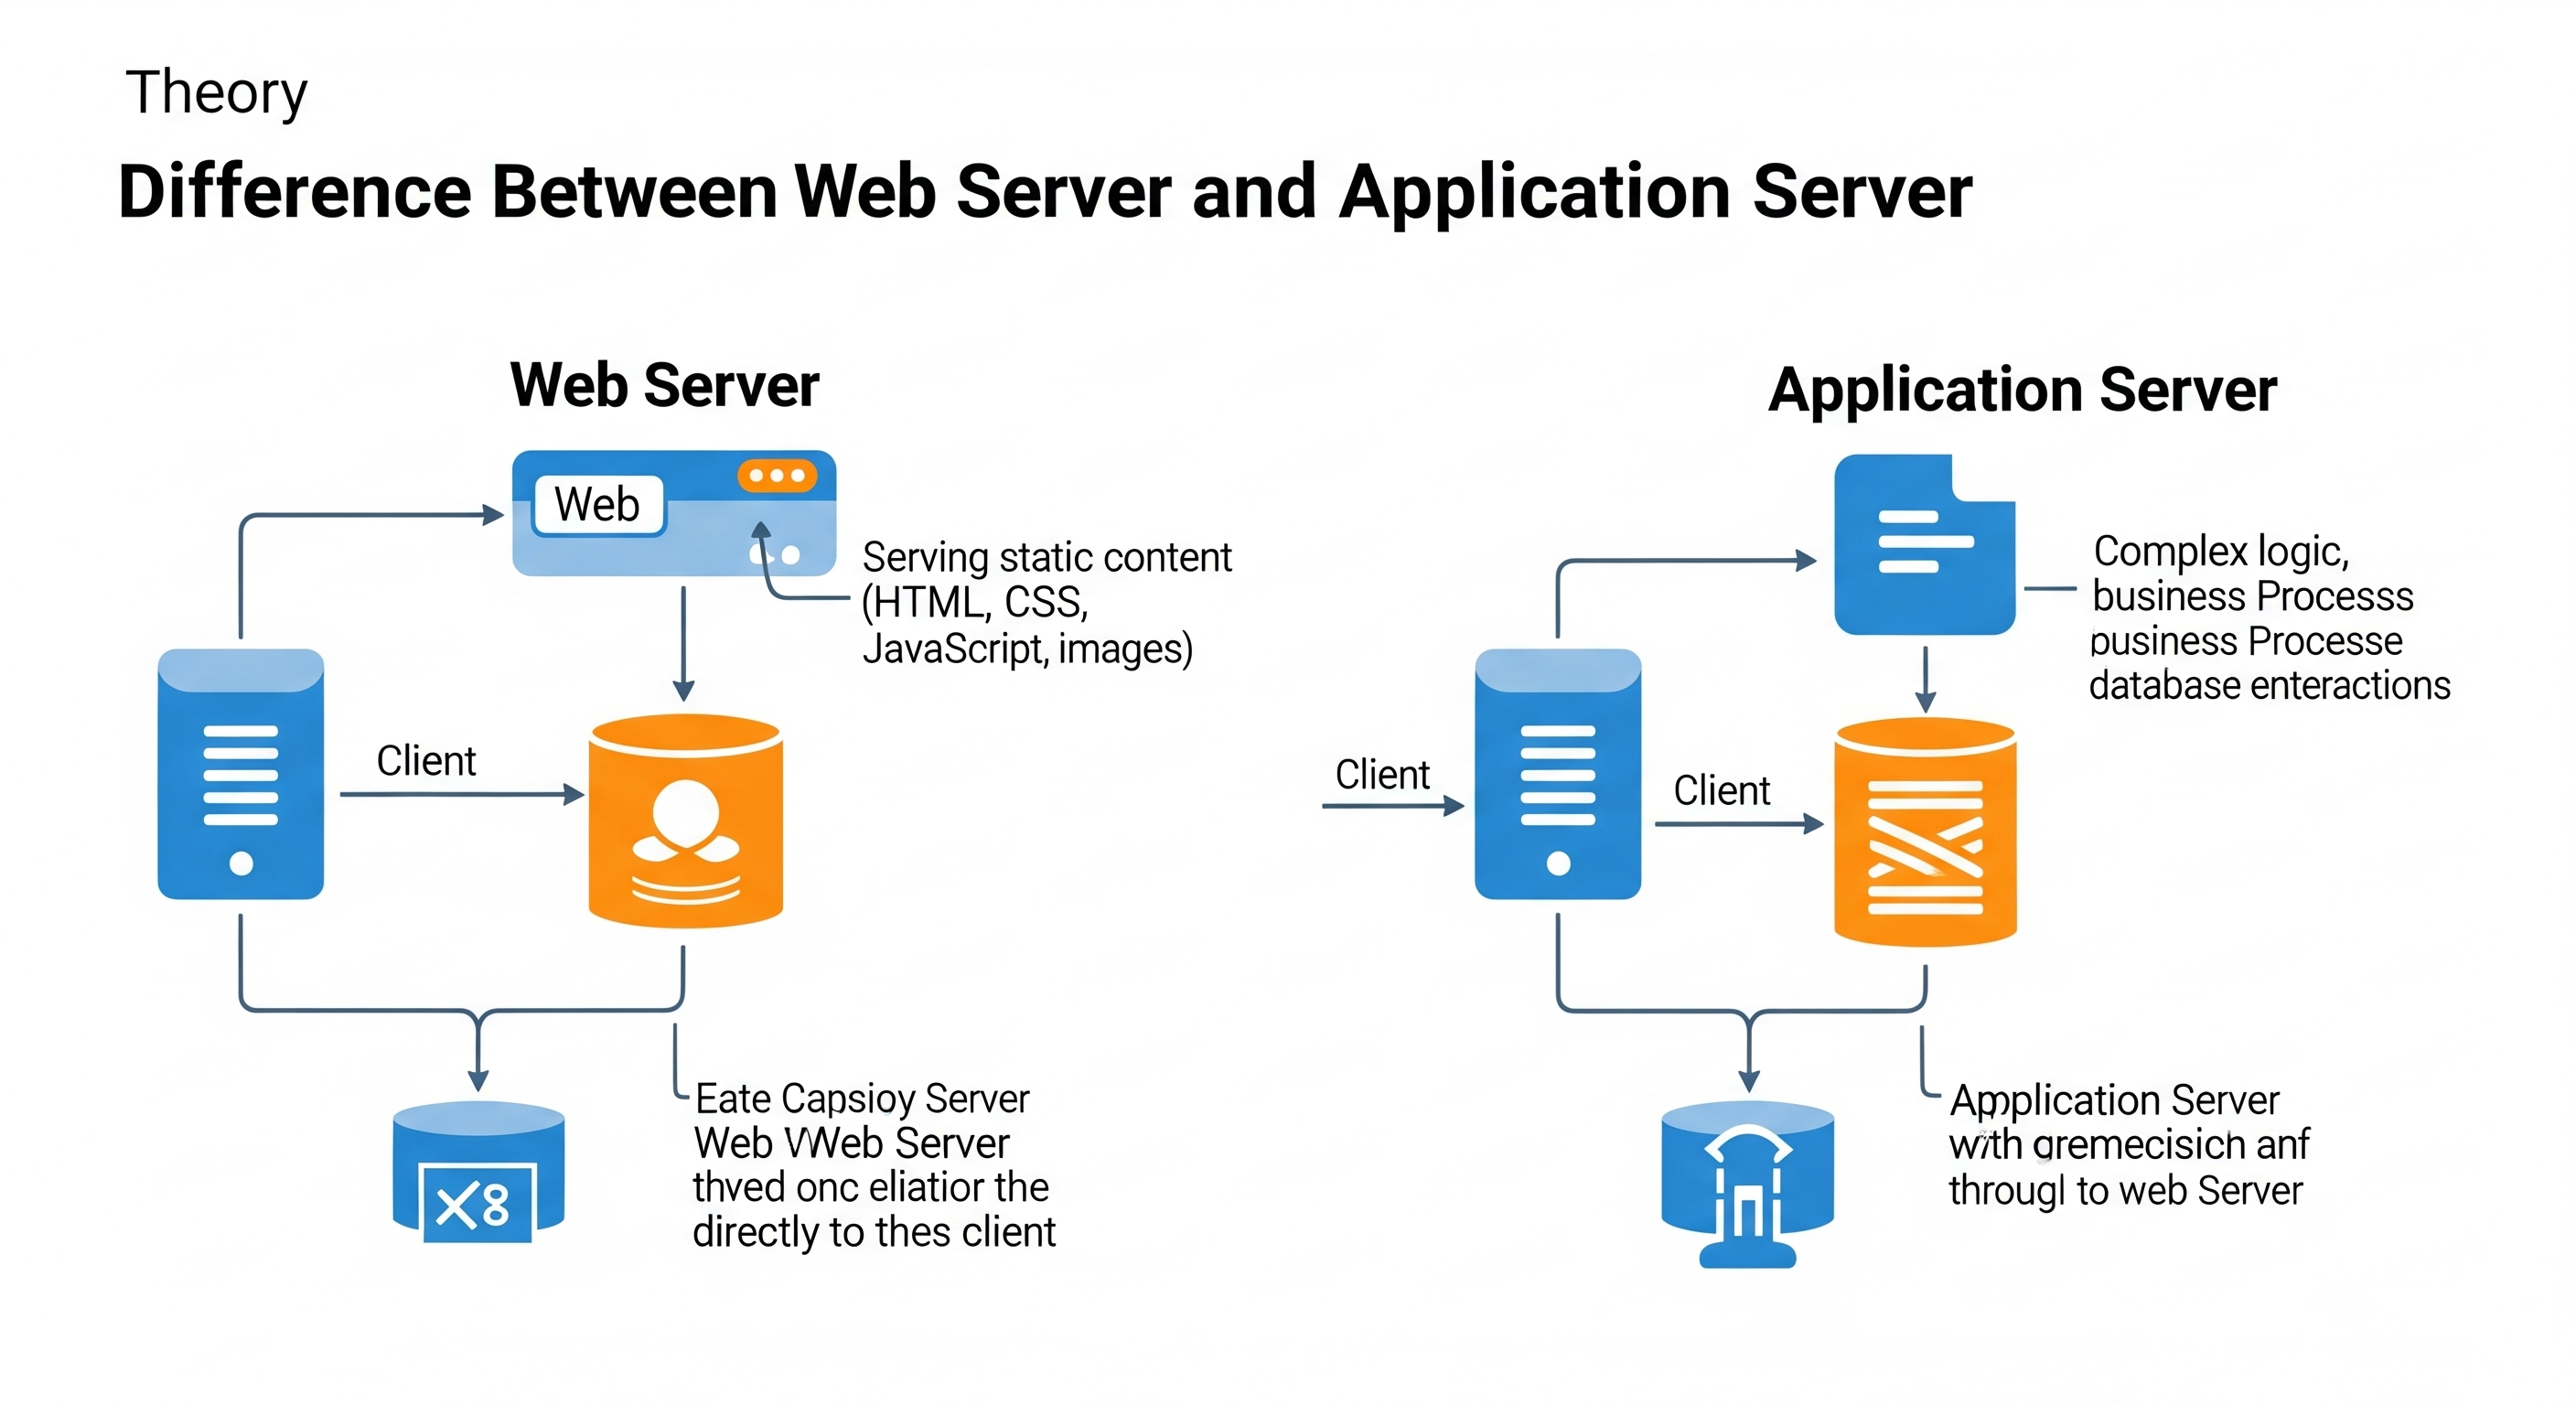 Theory
Difference Between Web Server and Application Server
Web Server
Web
Serving static content
(HTML, CSS,
JavaScript, images)
Client
X8
Eate Capsioy Server
Web Web Server
thved onc eliatior the
directly to thes client
Application Server
Complex logic,
business Processs
business Processe
database enteractions
Client
Client
Application Server
with gremecisich anf
througl to web Server